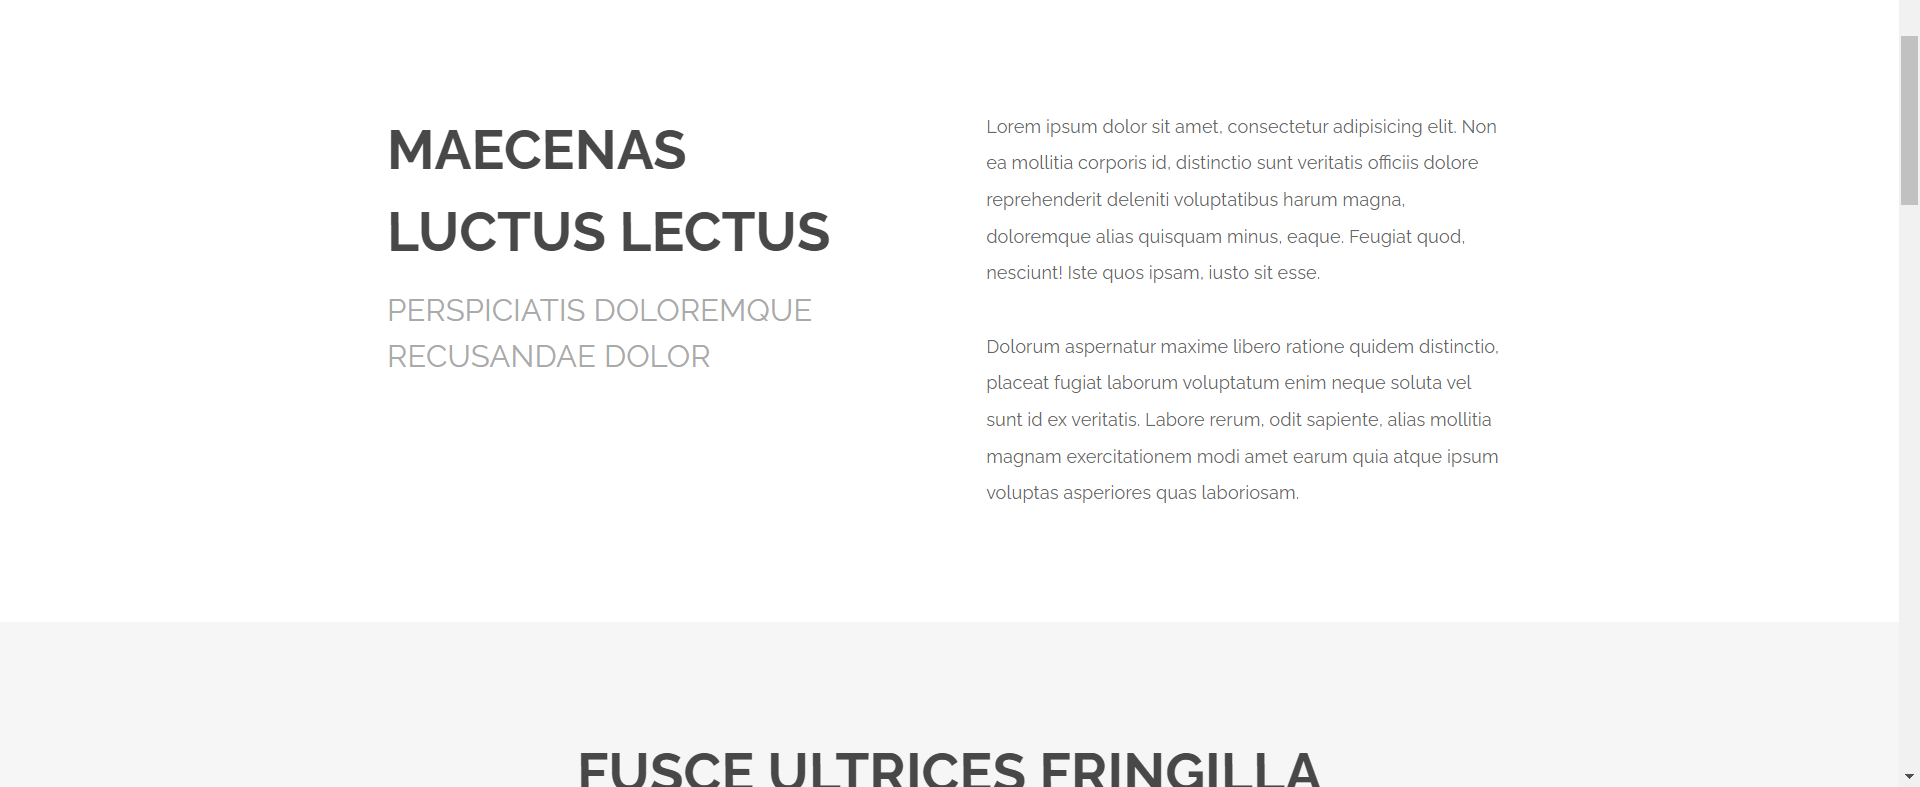 MAECENAS
LUCTUS LECTUS
PERSPICIATIS DOLOREMQUE
RECUSANDAE DOLOR
Lorem ipsum dolor sit amet, consectetur adipisicing elit. Non
ea mollitia corporis id, distinctio sunt veritatis officiis dolore
reprehenderit deleniti voluptatibus harum magna,
doloremque alias quisquam minus, eaque. Feugiat quod,
nesciunt! Iste quos ipsam, iusto sit esse.
Dolorum aspernatur maxime libero ratione quidem distinctio,
placeat fugiat laborum voluptatum enim neque soluta vel
sunt id ex veritatis. Labore rerum, odit sapiente, alias mollitia
magnam exercitationem modi amet earum quia atque ipsum
voluptas asperiores quas laboriosam.
FUSCE ULTRICES FRINGILLA